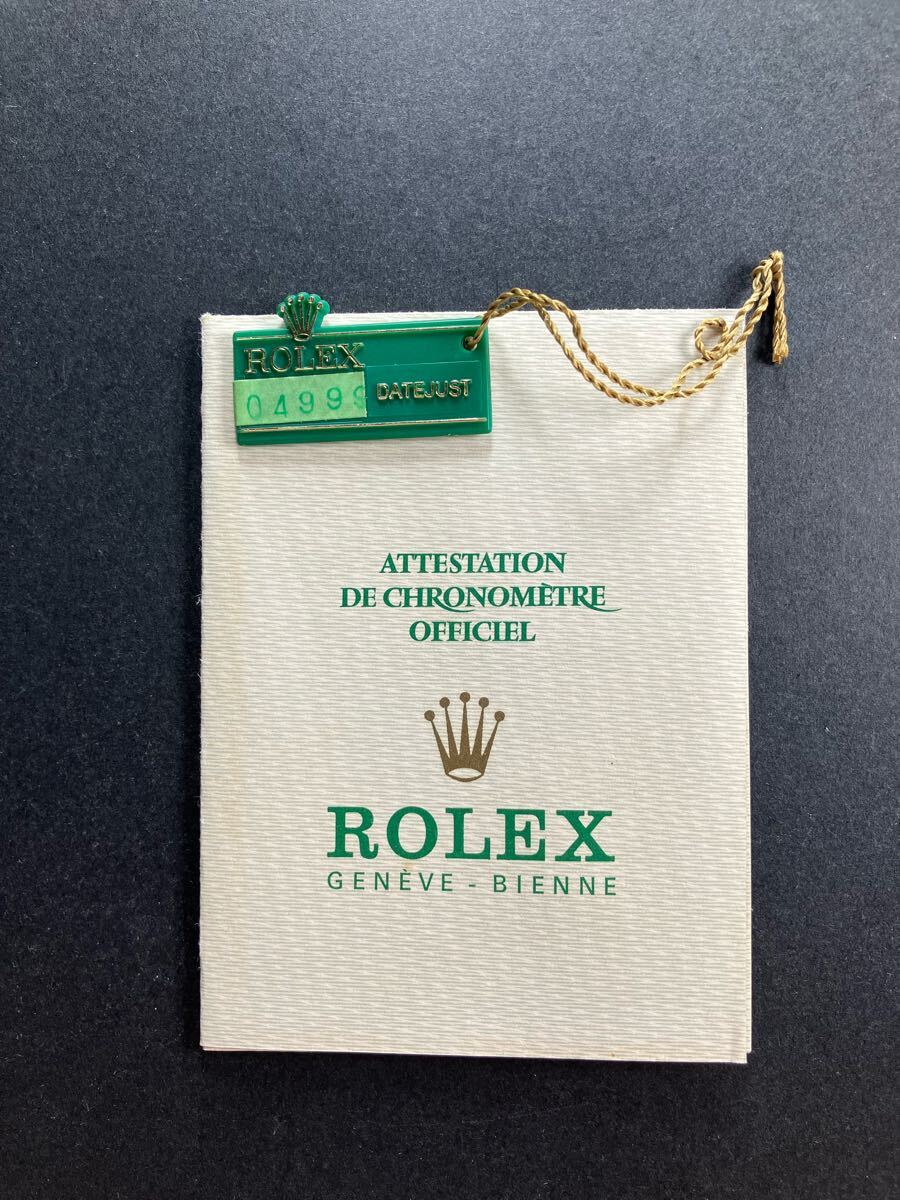 ROLEX
04999 DATEJUST
ATTESTATION
DE CHRONOMÈTRE
OFFICIEL
ROLEX
GENÈVE - BIENNE